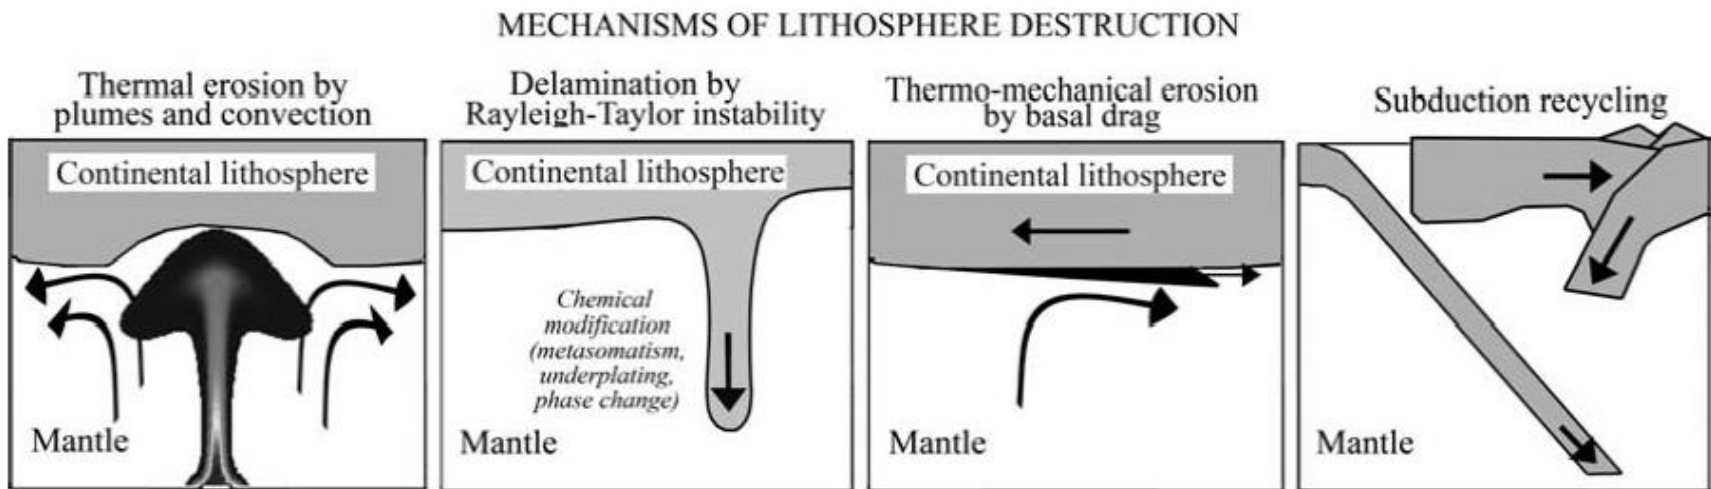 MECHANISMS OF LITHOSPHERE DESTRUCTION
Thermal erosion by
plumes and convection
Continental lithosphere
Mantle
Delamination by
Rayleigh-Taylor instability
Continental lithosphere
Chemical
modification
(metasomatism,
underplating,
phase change)
Mantle
Thermo-mechanical erosion
by basal drag
Continental lithosphere
Mantle
Subduction recycling
Mantle